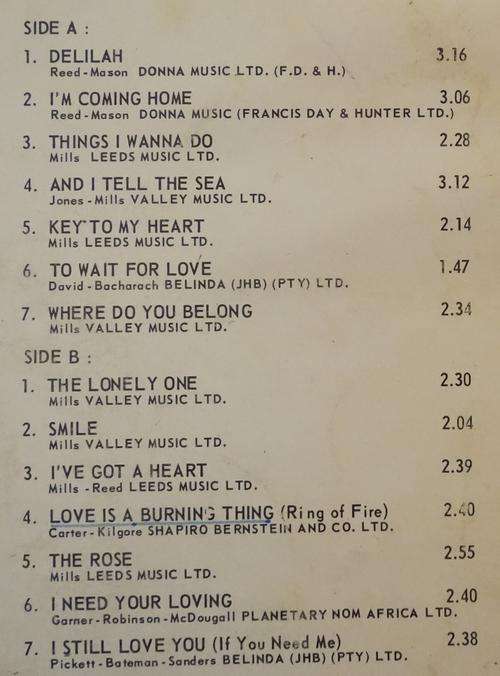 SIDE A :
1. DELILAH 3.16
Reed-Mason DONNA MUSIC LTD. (F.D. & H.)
2. I'M COMING HOME 3.06
Reed-Mason DONNA MUSIC (FRANCIS DAY & HUNTER LTD.)
3. THINGS I WANNA DO 2.28
Mills LEEDS MUSIC LTD.
4. AND I TELL THE SEA 3.12
Jones-Mills VALLEY MUSIC LTD.
5. KEY TO MY HEART 2.14
Mills LEEDS MUSIC LTD.
6. TO WAIT FOR LOVE 1.47
David-Bacharach BELINDA (JHB) (PTY) LTD.
7. WHERE DO YOU BELONG 2.34
Mills VALLEY MUSIC LTD.
SIDE B :
1. THE LONELY ONE 2.30
Mills VALLEY MUSIC LTD.
2. SMILE 2.04
Mills VALLEY MUSIC LTD.
3. I'VE GOT A HEART 2.39
Mills-Reed LEEDS MUSIC LTD.
4. LOVE IS A BURNING THING (Ring of Fire) 2.40
Carter-Kilgore SHAPIRO BERNSTEIN AND CO. LTD.
5. THE ROSE 2.55
Mills LEEDS MUSIC LTD.
6. I NEED YOUR LOVING 2.40
Garner-Robinson-McDougall PLANETARY NOM AFRICA LTD.
7. I STILL LOVE YOU (If You Need Me) 2.38
Pickett-Bateman-Sanders BELINDA (JHB) (PTY) LTD.